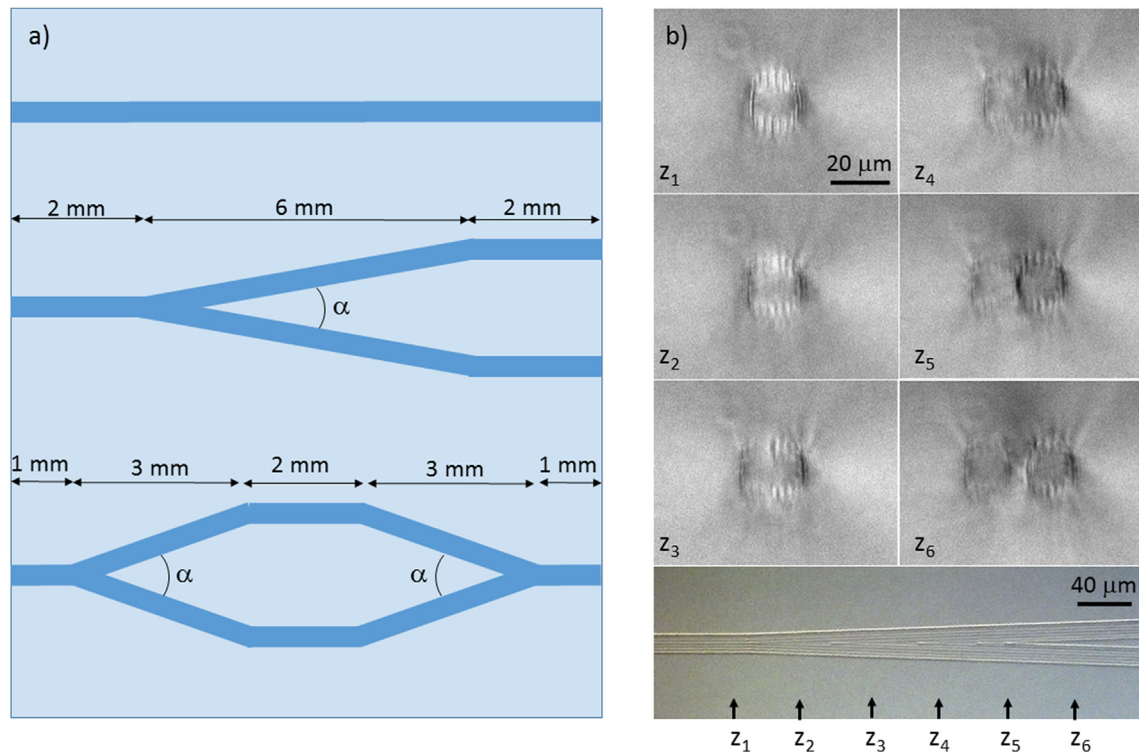 a)
2 mm 6 mm 2 mm
α
1 mm 3 mm 2 mm 3 mm 1 mm
α α
b)
z1 20 μm z4
z2 z5
z3 z6
40 μm
z1 z2 z3 z4 z5 z6